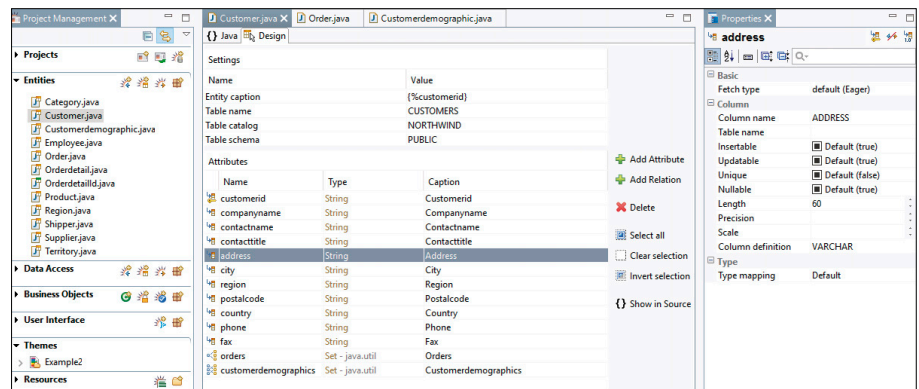 Project Management
Projects
Entities
Category.java
Customer.java
Customerdemographic.java
Employee.java
Order.java
Orderdetail.java
OrderdetailId.java
Product.java
Region.java
Shipper.java
Supplier.java
Territory.java
Data Access
Business Objects
User Interface
Themes
Example2
Resources
Customer.java Order.java Customerdemographic.java
{} Java Design
Settings
Name Value
Entity caption {%customerid}
Table name CUSTOMERS
Table catalog NORTHWIND
Table schema PUBLIC
Attributes
Name Type Caption
customerid String Customerid
companyname String Companyname
contactname String Contactname
contacttitle String Contacttitle
address String Address
city String City
region String Region
postalcode String Postalcode
country String Country
phone String Phone
fax String Fax
orders Set - java.util Orders
customerdemographics Set - java.util Customerdemographics
Add Attribute
Add Relation
Delete
Select all
Clear selection
Invert selection
{} Show in Source
Properties
address
Basic
Fetch type default (Eager)
Column
Column name ADDRESS
Table name
Insertable Default (true)
Updatable Default (true)
Unique Default (false)
Nullable Default (true)
Length 60
Precision
Scale
Column definition VARCHAR
Type
Type mapping Default